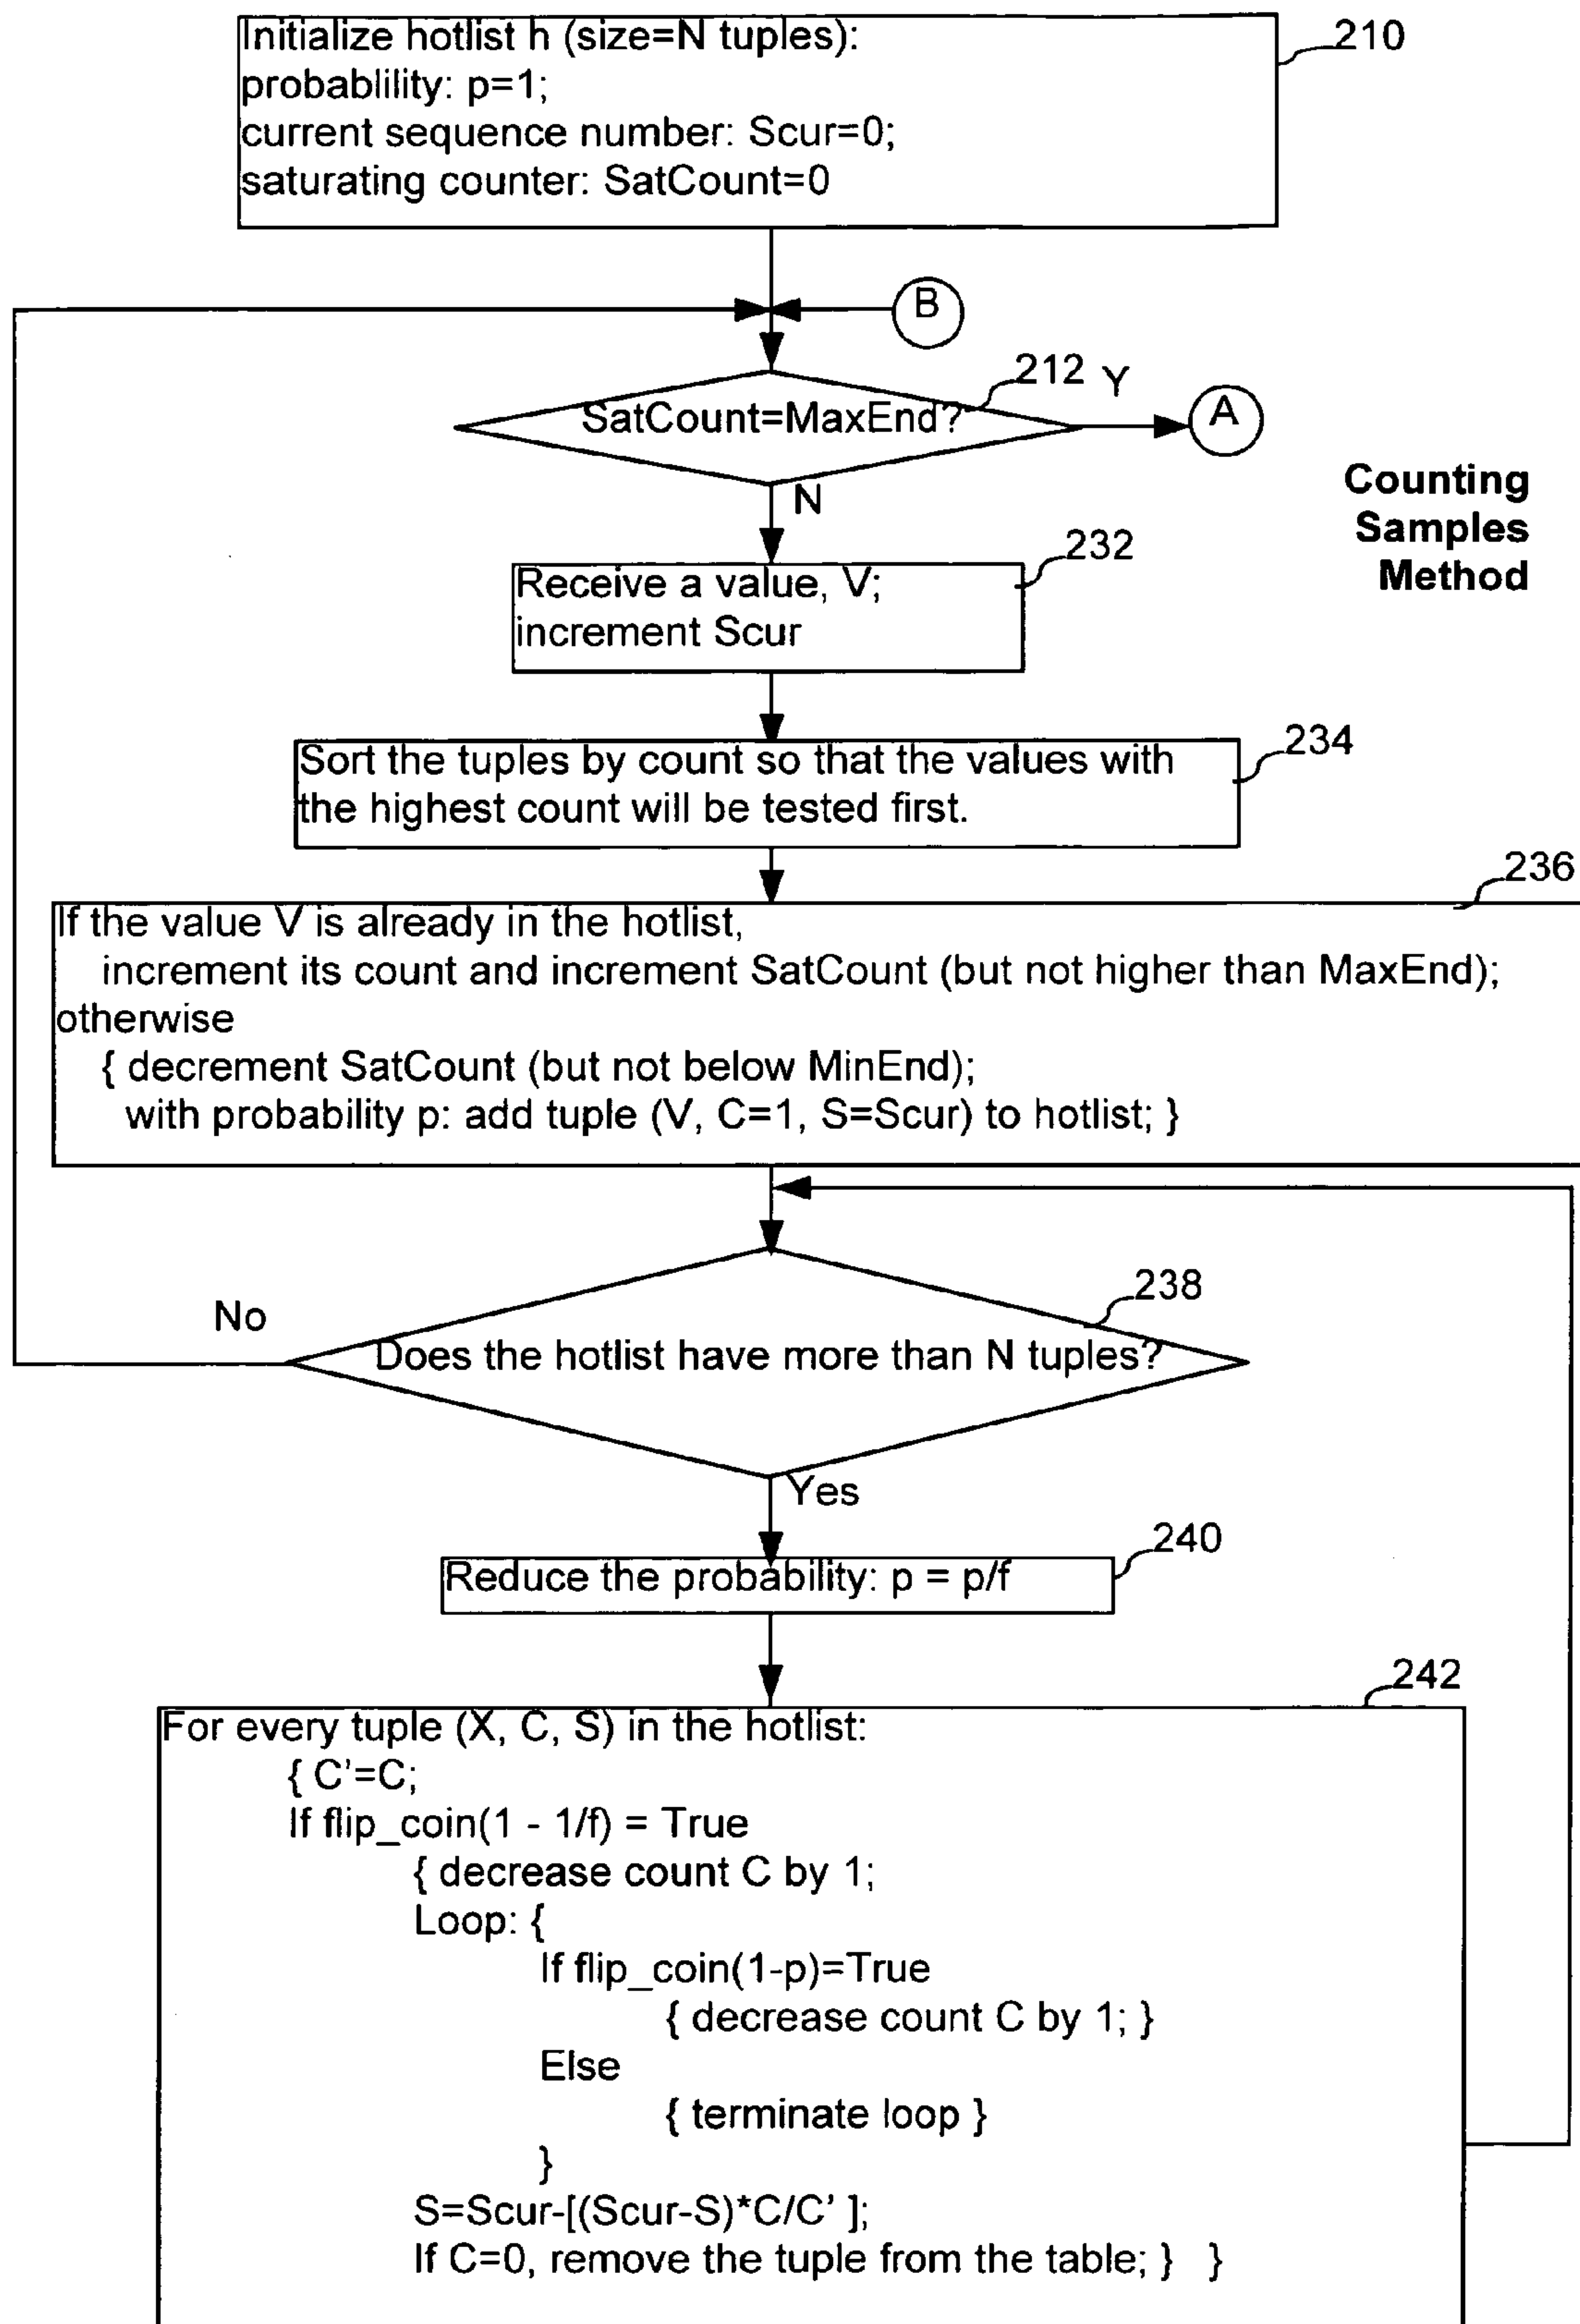 Initialize hotlist h (size=N tuples):
probablility: p=1;
current sequence number: Scur=0;
saturating counter: SatCount=0
210
B
212
Y
SatCount=MaxEnd?
A
N
Counting
Samples
Method
232
Receive a value, V;
increment Scur
234
Sort the tuples by count so that the values with
the highest count will be tested first.
236
If the value V is already in the hotlist,
increment its count and increment SatCount (but not higher than MaxEnd);
otherwise
{ decrement SatCount (but not below MinEnd);
with probability p: add tuple (V, C=1, S=Scur) to hotlist; }
238
No
Does the hotlist have more than N tuples?
Yes
240
Reduce the probability: p = p/f
242
For every tuple (X, C, S) in the hotlist:
{ C'=C;
If flip_coin(1 - 1/f) = True
{ decrease count C by 1;
Loop: {
If flip_coin(1-p)=True
{ decrease count C by 1; }
Else
{ terminate loop }
}
S=Scur-[(Scur-S)*C/C' ];
If C=0, remove the tuple from the table; } }